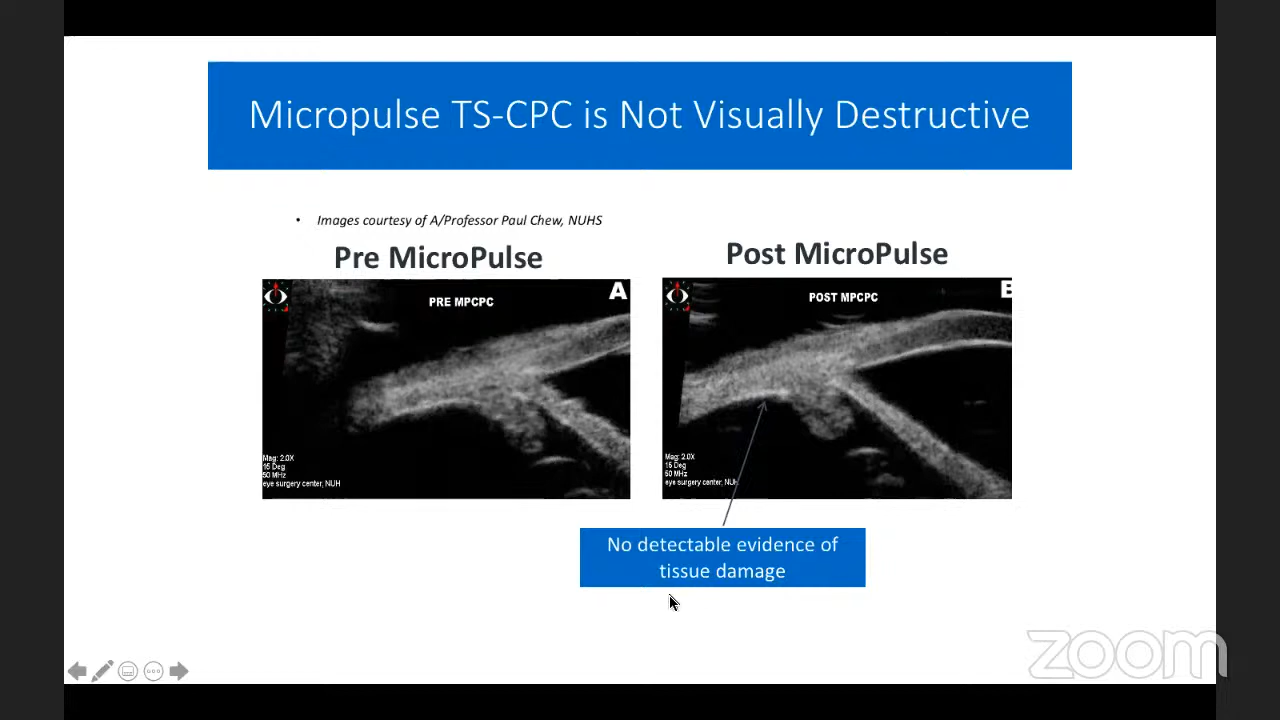 Micropulse TS-CPC is Not Visually Destructive
• Images courtesy of A/Professor Paul Chew, NUHS
Pre MicroPulse
Post MicroPulse
PRE MPCPC
A
Mag: 2.0X
15 Deg
50 MHz
eye surgery center, NUH
POST MPCPC
B
Mag: 2.0X
15 Deg
50 MHz
eye surgery center, NUH
No detectable evidence of
tissue damage
zoom